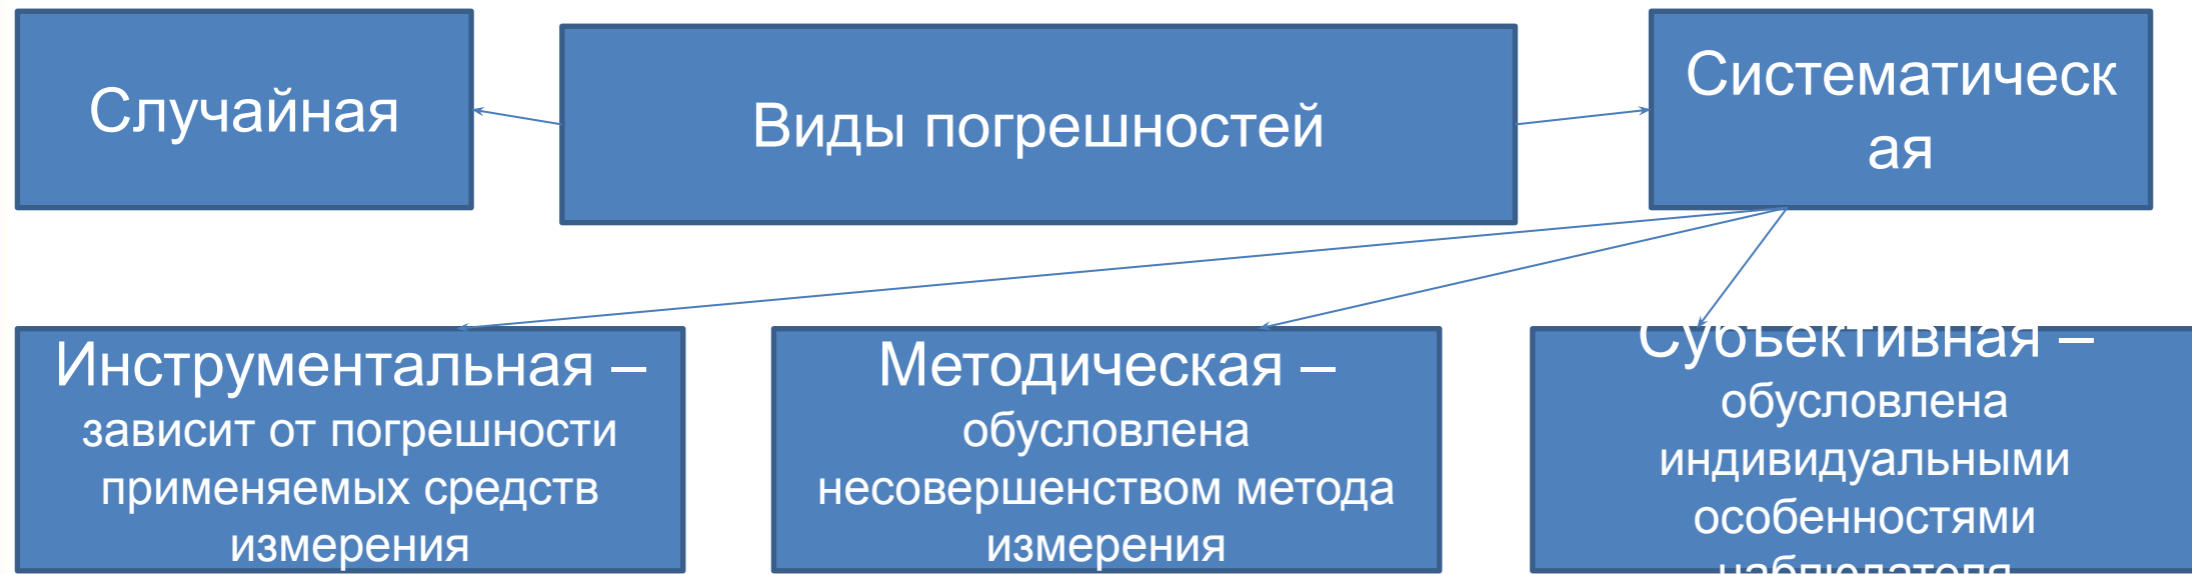 Случайная
Виды погрешностей
Систематическ
ая
Инструментальная –
зависит от погрешности
применяемых средств
измерения
Методическая –
обусловлена
несовершенством метода
измерения
Субъективная –
обусловлена
индивидуальными
особенностями
наблюдателя